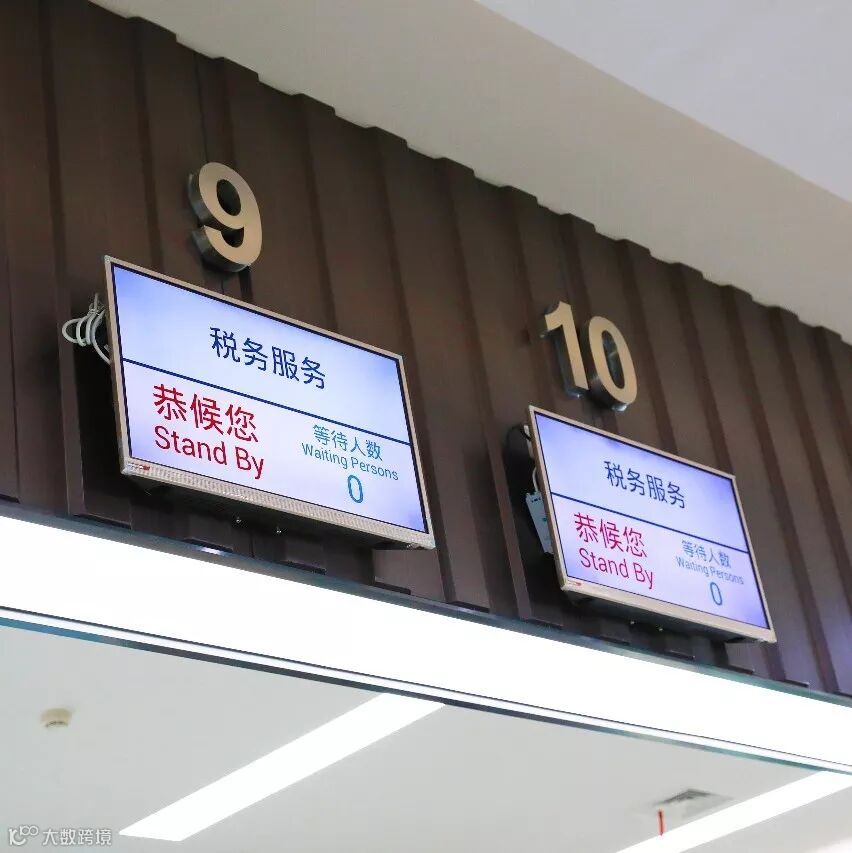 9
税务服务
恭候您
Stand By
等待人数
Waiting Persons
0
10
税务服务
恭候您
Stand By
等待人数
Waiting Persons
0
大数跨境